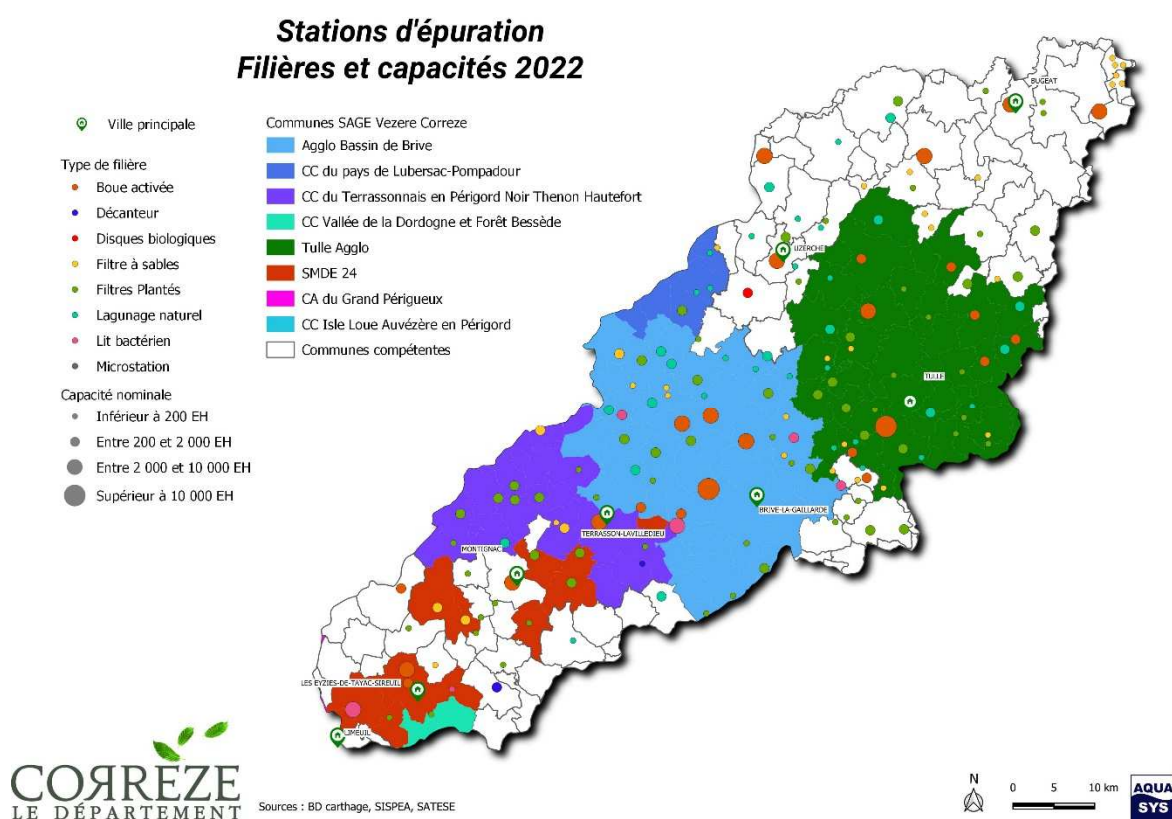 Stations d'épuration
Filières et capacités 2022
Ville principale
Type de filière
Boue activée
Décanteur
Disques biologiques
Filtre à sables
Filtres Plantés
Lagunage naturel
Lit bactérien
Microstation
Capacité nominale
Inférieur à 200 EH
Entre 200 et 2 000 EH
Entre 2 000 et 10 000 EH
Supérieur à 10 000 EH
Communes SAGE Vezere Correze
Agglo Bassin de Brive
CC du pays de Lubersac-Pompadour
CC du Terrassonnais en Périgord Noir Thenon Hautefort
CC Vallée de la Dordogne et Forêt Bessède
Tulle Agglo
SMDE 24
CA du Grand Périgueux
CC Isle Loue Auvézère en Périgord
Communes compétentes
BUGEAT
UZERCHE
TULLE
BRIVE-LA-GAILLARDE
TERRASSON-LAVILLEDIEU
MONTIGNAC
LES EYZIES-DE-TAYAC-SIREUIL
LIMEUIL
CORREZE
LE DÉPARTEMENT
Sources : BD carthage, SISPEA, SATESE
N
0 5 10 km
AQUA
SYS